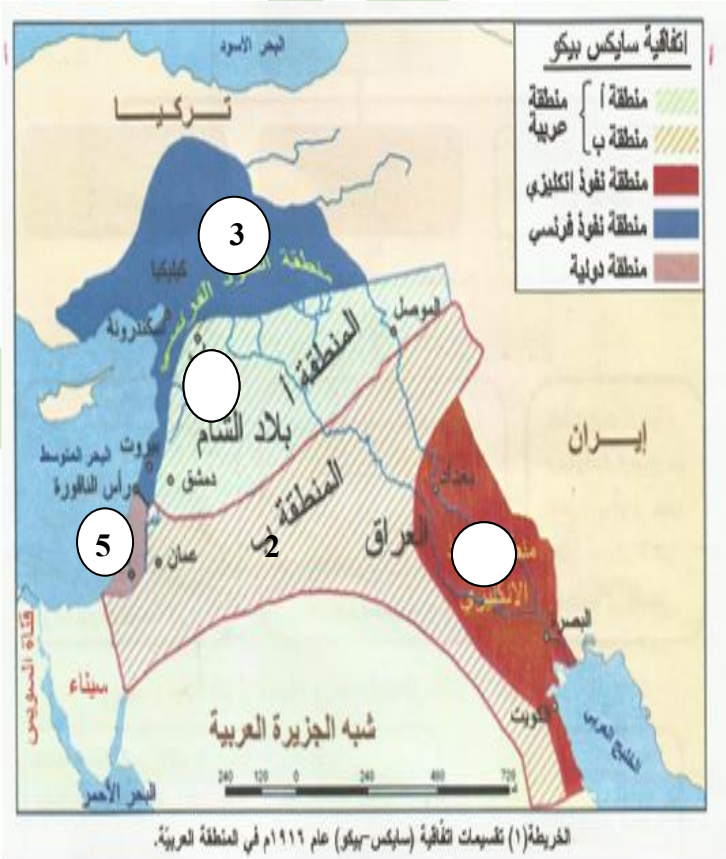 البحر الأسود
اتفاقية سايكس بيكو
منطقة أ
منطقة ب
منطقة عربية
منطقة نفوذ انكليزي
منطقة نفوذ فرنسي
منطقة دولية
تركيا
3
كيليكيا
منطقة النفوذ الفرنسي
اسكندرونة
الموصل
المنطقة أ
بلاد الشام
إيران
بيروت
البحر المتوسط
دمشق
رأس الناقورة
بغداد
المنطقة ب
2
5
عمان
العراق
الإنكليزي
البصرة
قناة السويس
سيناء
الكويت
الخليج العربي
شبه الجزيرة العربية
البحر الأحمر
240 120 0 240 480 720
الخريطة(١) تقسيمات اتفاقية (سايكس-بيكو) عام ١٩١٦م في المنطقة العربيّة.